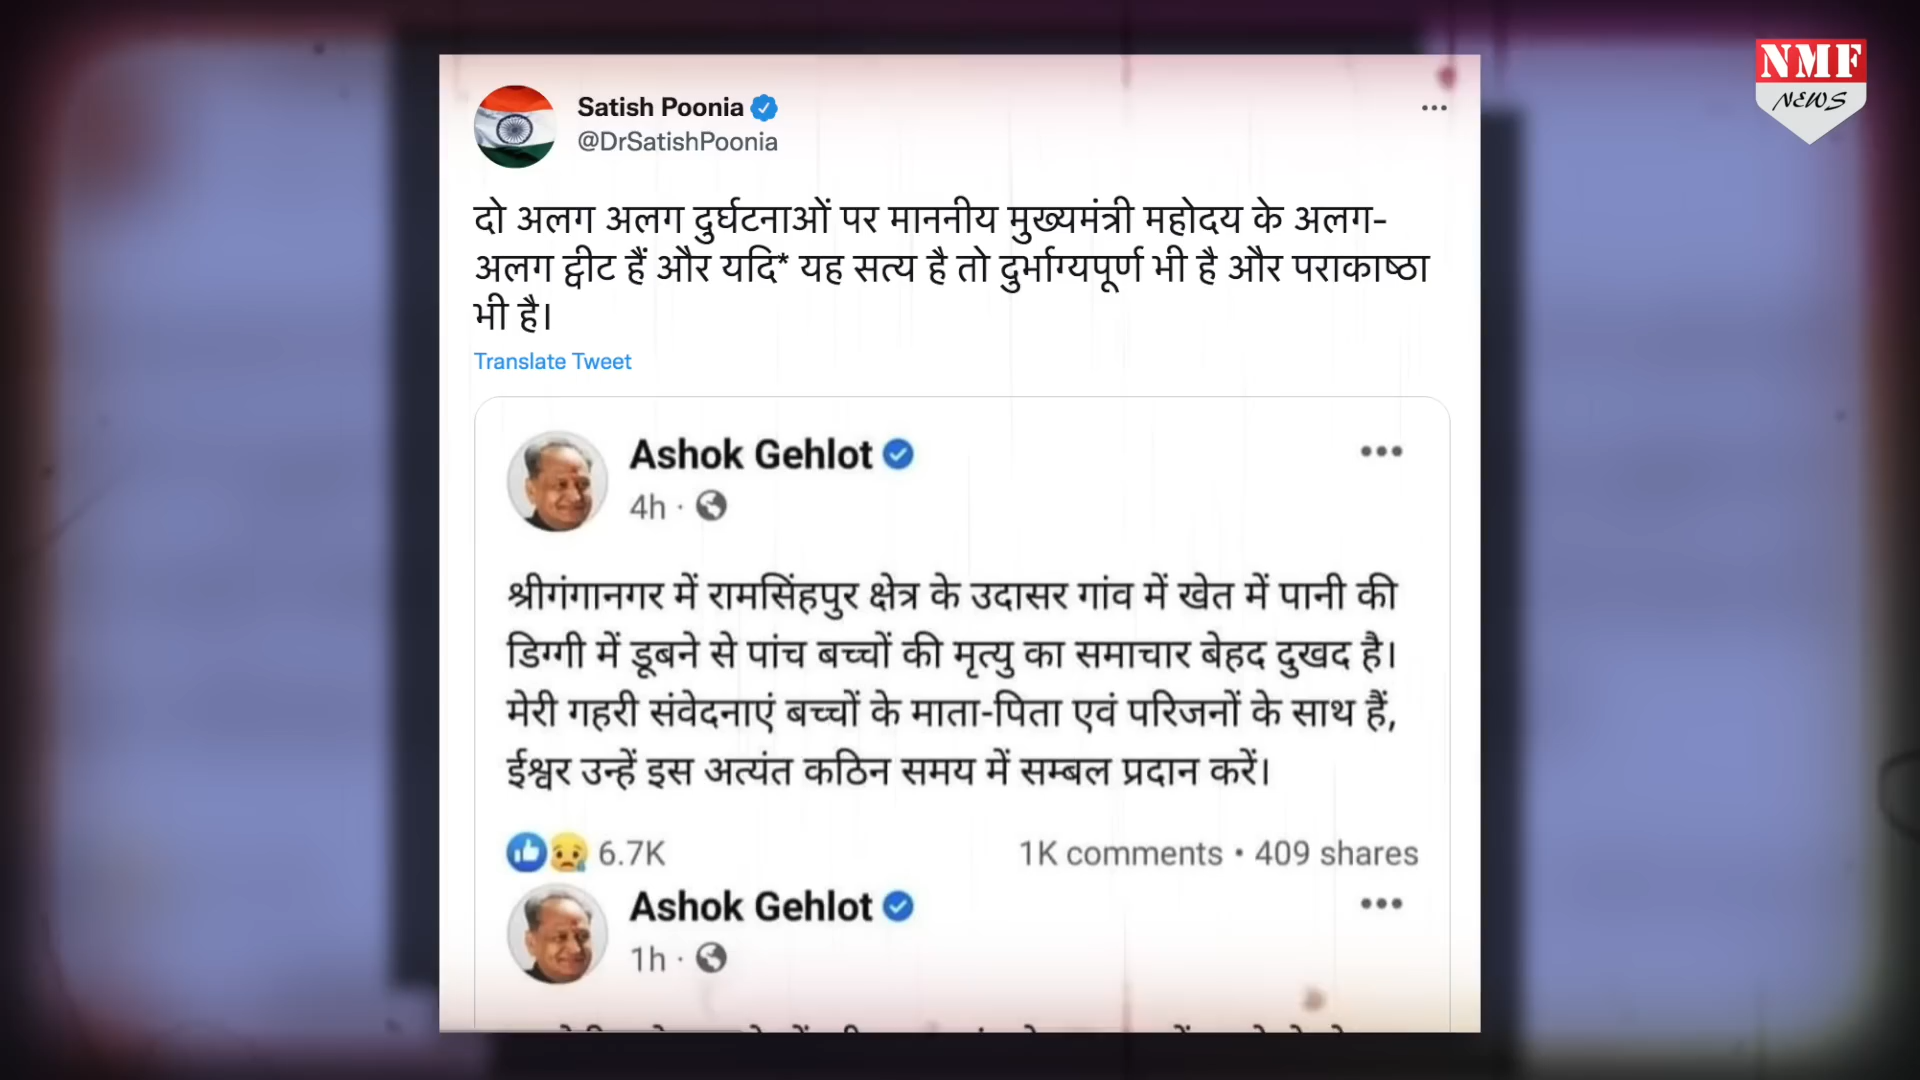 NMF
NEWS
Satish Poonia
@DrSatishPoonia
दो अलग अलग दुर्घटनाओं पर माननीय मुख्यमंत्री महोदय के अलग-
अलग ट्वीट हैं और यदि* यह सत्य है तो दुर्भाग्यपूर्ण भी है और पराकाष्ठा
भी है।
Translate Tweet
Ashok Gehlot
4h ·
श्रीगंगानगर में रामसिंहपुर क्षेत्र के उदासर गांव में खेत में पानी की
डिग्गी में डूबने से पांच बच्चों की मृत्यु का समाचार बेहद दुखद है।
मेरी गहरी संवेदनाएं बच्चों के माता-पिता एवं परिजनों के साथ हैं,
ईश्वर उन्हें इस अत्यंत कठिन समय में सम्बल प्रदान करें।
6.7K
1K comments • 409 shares
Ashok Gehlot
1h ·